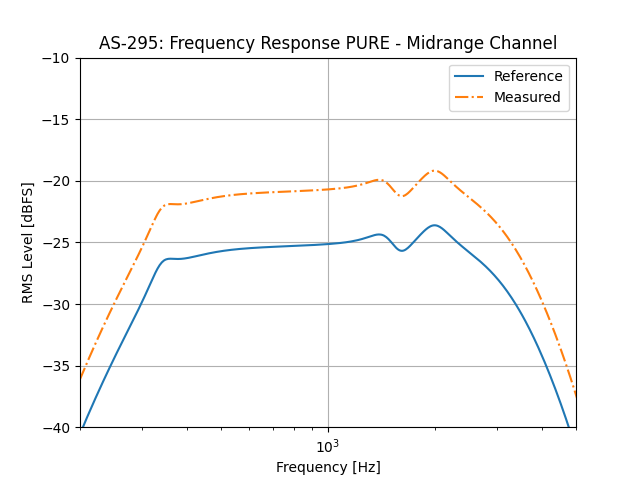 AS-295: Frequency Response PURE - Midrange Channel
Reference
Measured
−10
−15
−20
−25
−30
−35
−40
RMS Level [dBFS]
10³
Frequency [Hz]